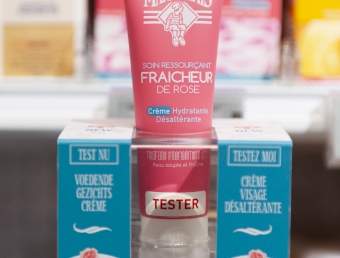 SOIN RESSOURÇANT
FRAICHEUR
DE ROSE
Crème Hydratante
Désaltérante
TESTER
TEST NU
VOEDENDE
GEZICHTS
CRÈME
TESTEZ MOI
CRÈME
VISAGE
DÉSALTÉRANTE